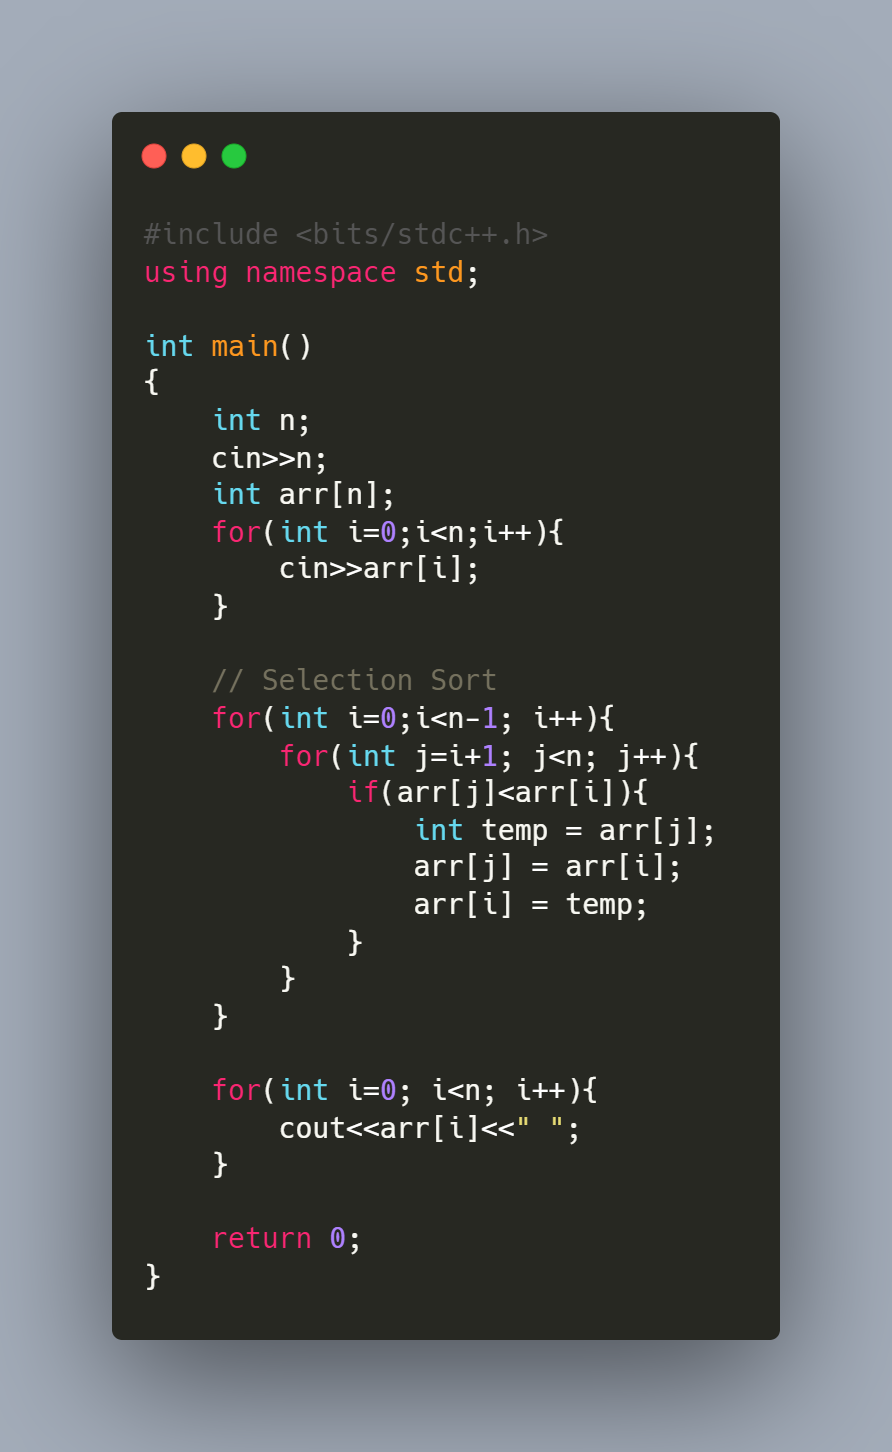 #include <bits/stdc++.h>
using namespace std;

int main()
{
    int n;
    cin>>n;
    int arr[n];
    for(int i=0;i<n;i++){
        cin>>arr[i];
    }

    // Selection Sort
    for(int i=0;i<n-1; i++){
        for(int j=i+1; j<n; j++){
            if(arr[j]<arr[i]){
                int temp = arr[j];
                arr[j] = arr[i];
                arr[i] = temp;
            }
        }
    }

    for(int i=0; i<n; i++){
        cout<<arr[i]<<" ";
    }

    return 0;
}